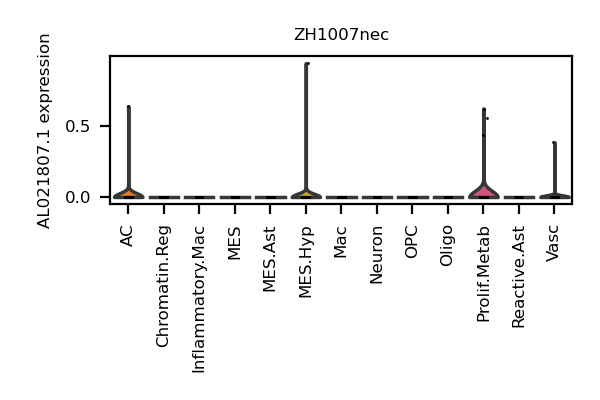 ZH1007nec
AL021807.1 expression
0.5
0.0
AC
Chromatin.Reg
Inflammatory.Mac
MES
MES.Ast
MES.Hyp
Mac
Neuron
OPC
Oligo
Prolif.Metab
Reactive.Ast
Vasc